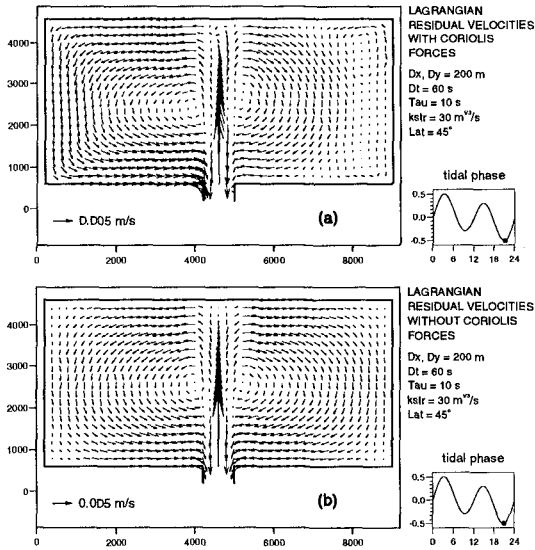 LAGRANGIAN
RESIDUAL VELOCITIES
WITH CORIOLIS
FORCES
Dx, Dy = 200 m
Dt = 60 s
Tau = 10 s
kstr = 30 m^1/3/s
Lat = 45°
4000
3000
2000
1000
0
D.D05 m/s
(a)
0 2000 4000 6000 8000
tidal phase
0.5
0.0
-0.5
0 6 12 18 24
LAGRANGIAN
RESIDUAL VELOCITIES
WITHOUT CORIOLIS
FORCES
Dx, Dy = 200 m
Dt = 60 s
Tau = 10 s
kstr = 30 m^1/3/s
Lat = 45°
4000
3000
2000
1000
0
0.0D5 m/s
(b)
0 2000 4000 6000 8000
tidal phase
0.5
0.0
-0.5
0 6 12 18 24